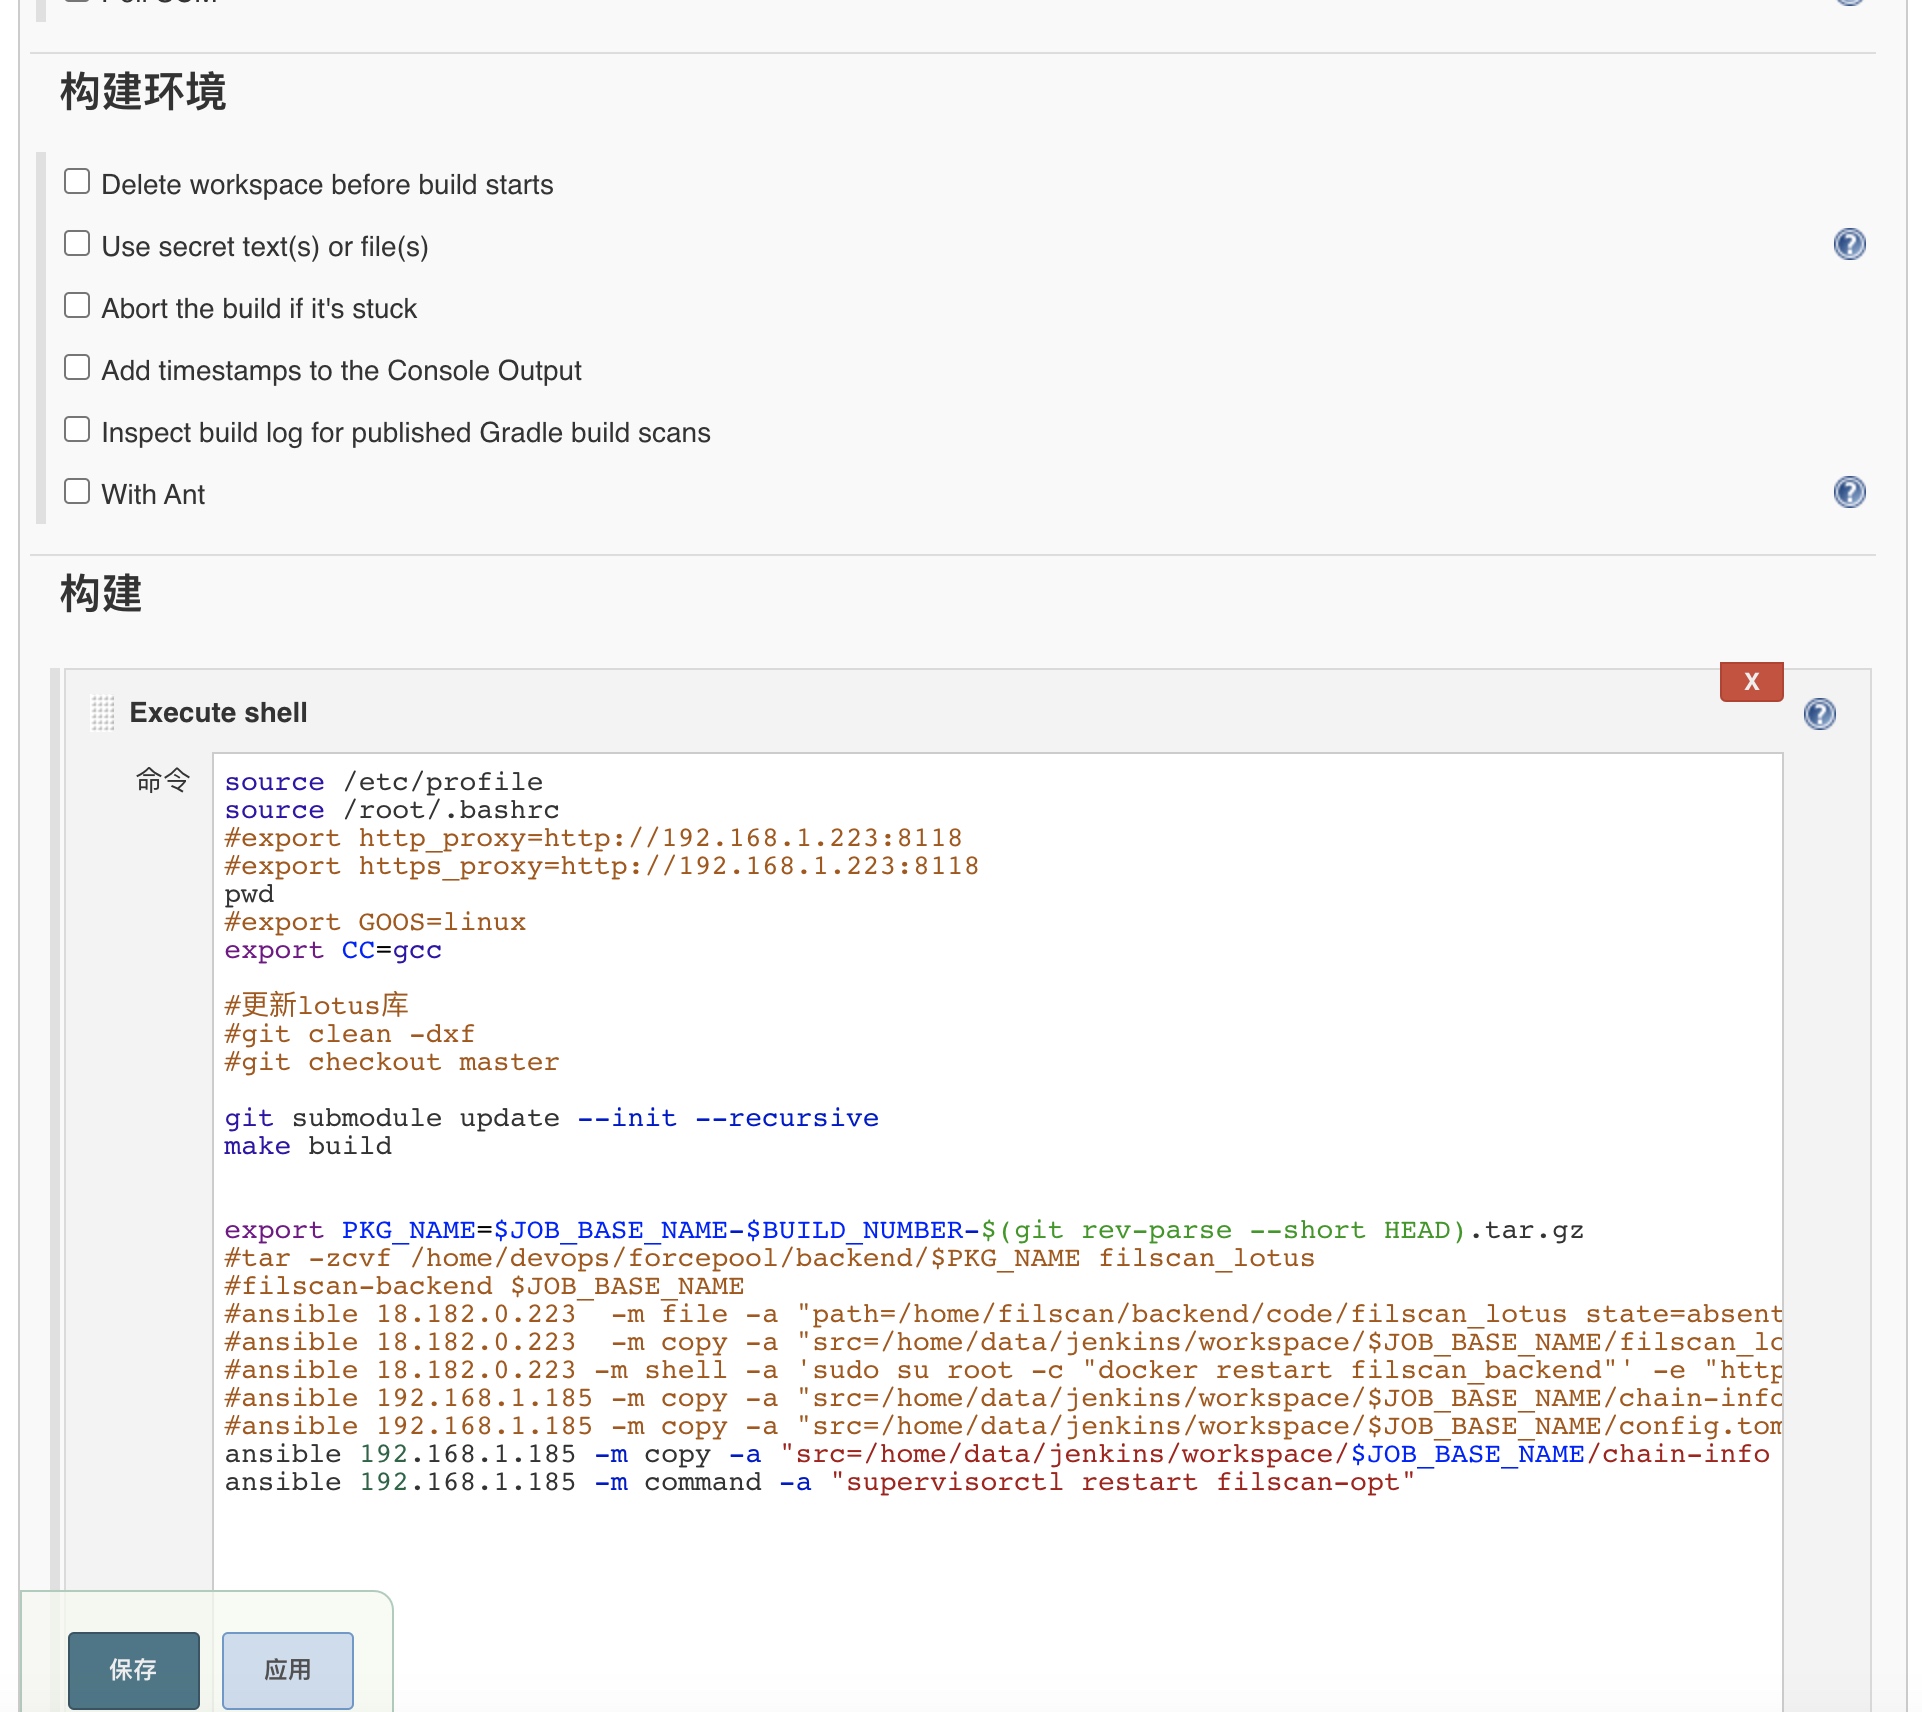 构建环境
Delete workspace before build starts
Use secret text(s) or file(s)
Abort the build if it's stuck
Add timestamps to the Console Output
Inspect build log for published Gradle build scans
With Ant
构建
X
Execute shell
命令
source /etc/profile
source /root/.bashrc
#export http_proxy=http://192.168.1.223:8118
#export https_proxy=http://192.168.1.223:8118
pwd
#export GOOS=linux
export CC=gcc
#更新lotus库
#git clean -dxf
#git checkout master
git submodule update --init --recursive
make build
export PKG_NAME=$JOB_BASE_NAME-$BUILD_NUMBER-$(git rev-parse --short HEAD).tar.gz
#tar -zcvf /home/devops/forcepool/backend/$PKG_NAME filscan_lotus
#filscan-backend $JOB_BASE_NAME
#ansible 18.182.0.223  -m file -a "path=/home/filscan/backend/code/filscan_lotus state=absent
#ansible 18.182.0.223  -m copy -a "src=/home/data/jenkins/workspace/$JOB_BASE_NAME/filscan_lo
#ansible 18.182.0.223 -m shell -a 'sudo su root -c "docker restart filscan_backend"' -e "http
#ansible 192.168.1.185 -m copy -a "src=/home/data/jenkins/workspace/$JOB_BASE_NAME/chain-info
#ansible 192.168.1.185 -m copy -a "src=/home/data/jenkins/workspace/$JOB_BASE_NAME/config.tom
ansible 192.168.1.185 -m copy -a "src=/home/data/jenkins/workspace/$JOB_BASE_NAME/chain-info
ansible 192.168.1.185 -m command -a "supervisorctl restart filscan-opt"
保存
应用